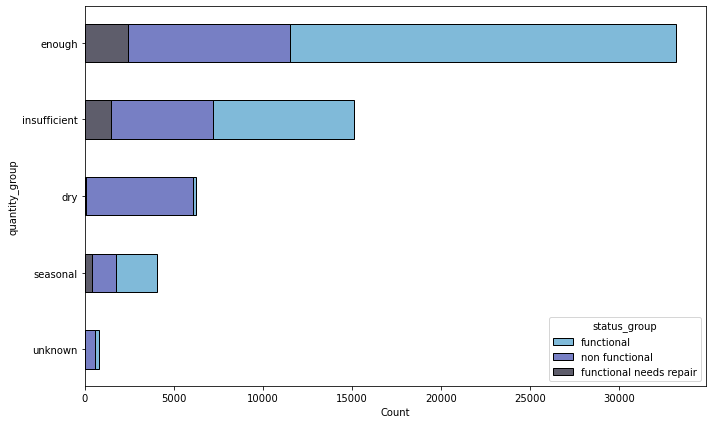 quantity_group
enough
insufficient
dry
seasonal
unknown
status_group
functional
non functional
functional needs repair
0 5000 10000 15000 20000 25000 30000
Count